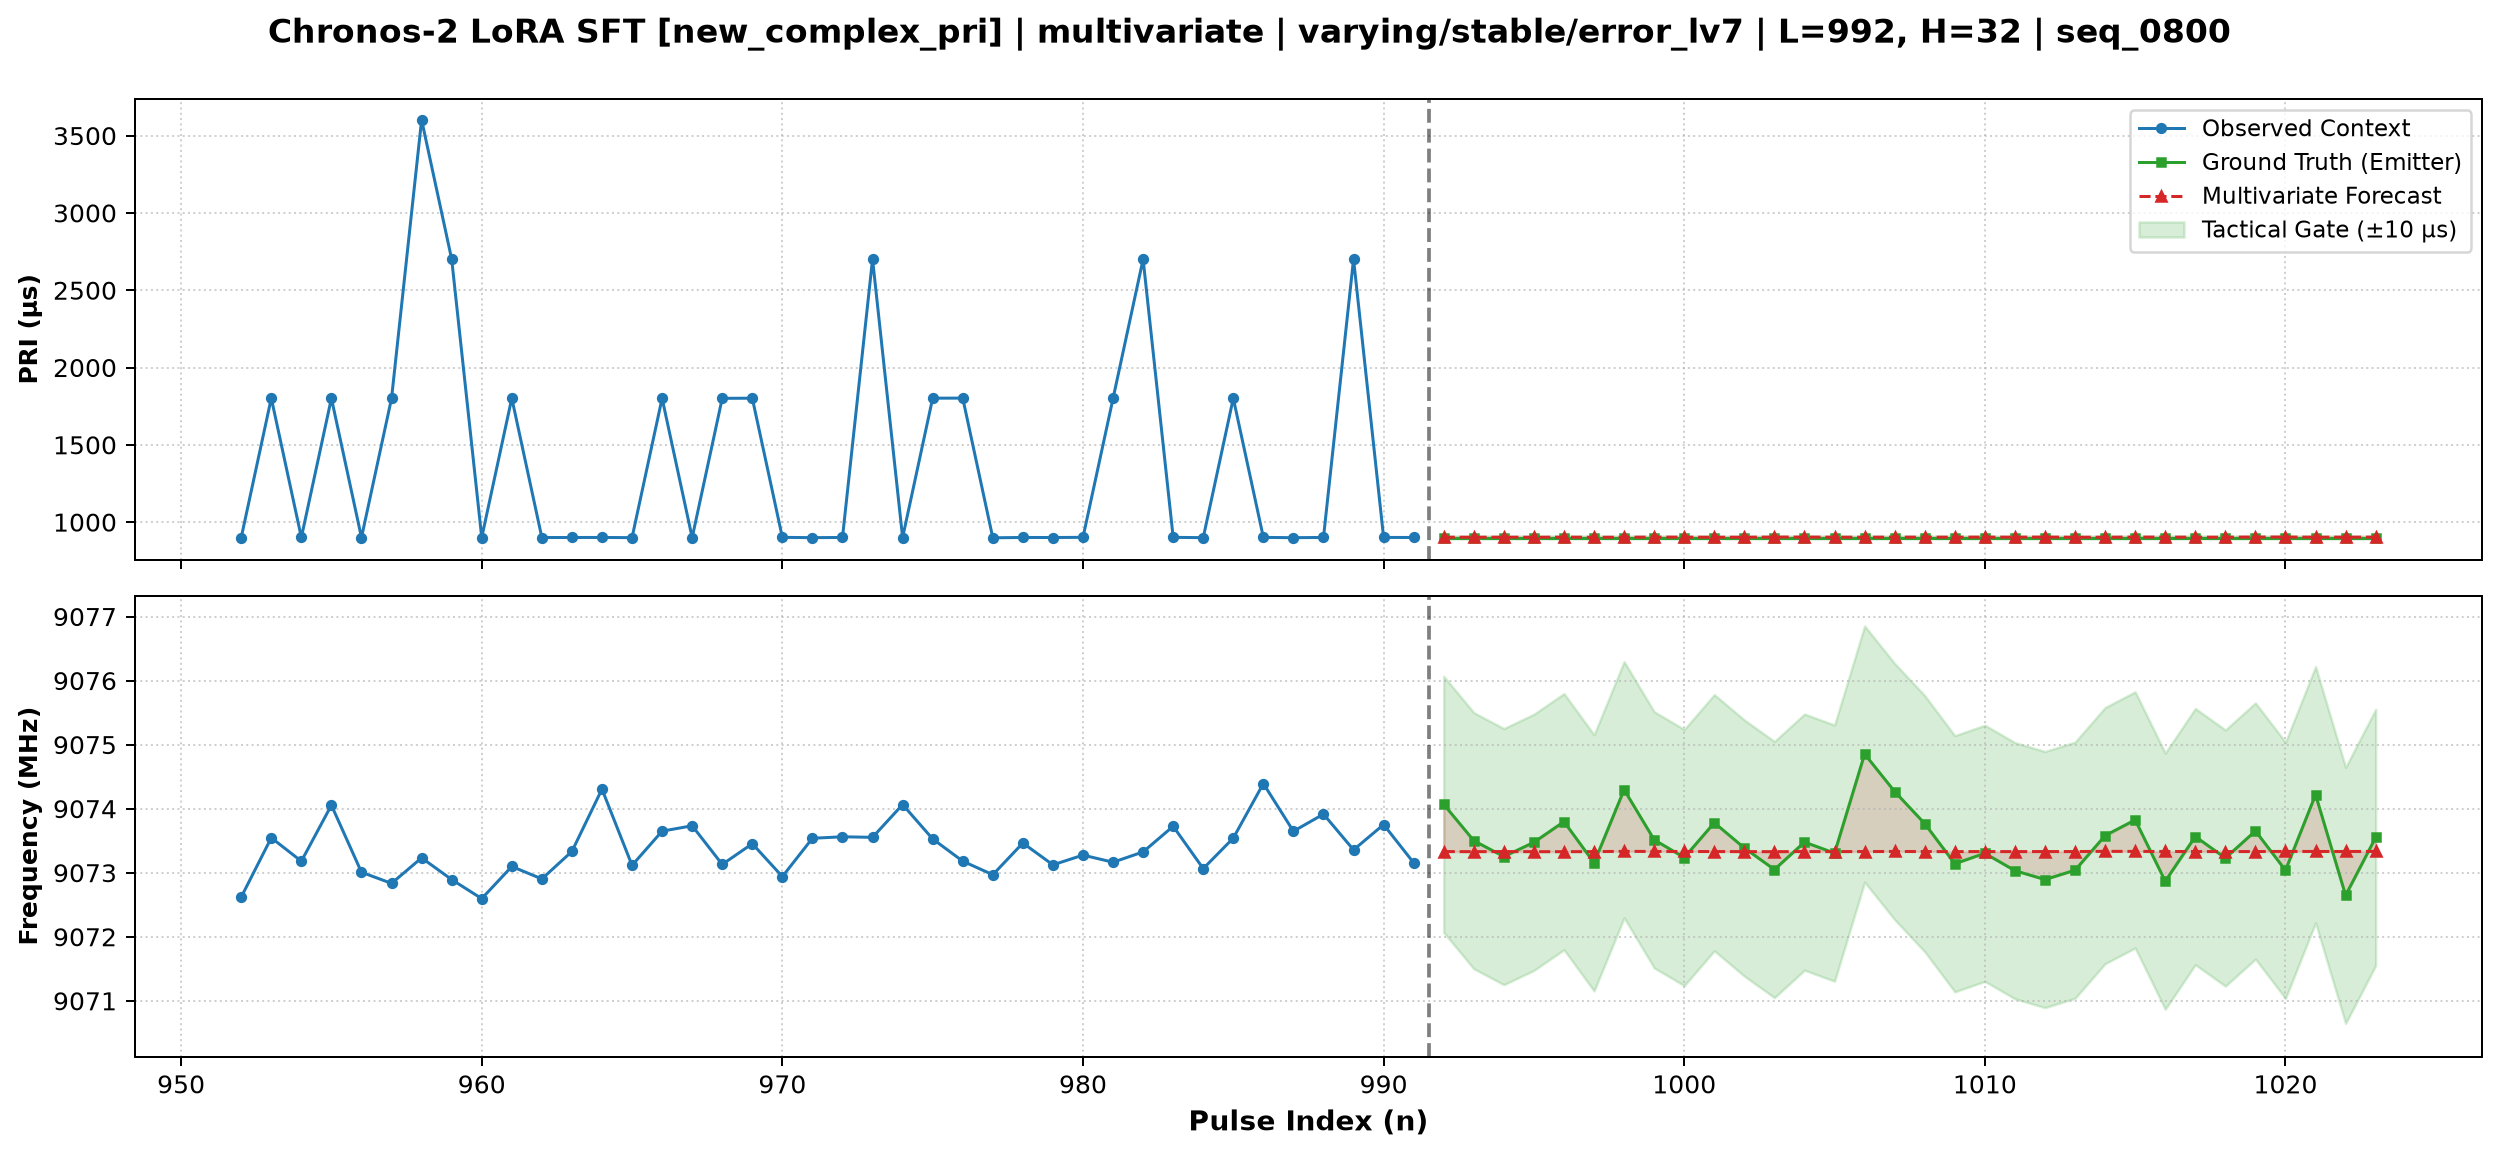 Chronos-2 LoRA SFT [new_complex_pri] | multivariate | varying/stable/error_lv7 | L=992, H=32 | seq_0800
PRI (µs)
3500
3000
2500
2000
1500
1000
Observed Context
Ground Truth (Emitter)
Multivariate Forecast
Tactical Gate (±10 µs)
Frequency (MHz)
9077
9076
9075
9074
9073
9072
9071
950 960 970 980 990 1000 1010 1020
Pulse Index (n)